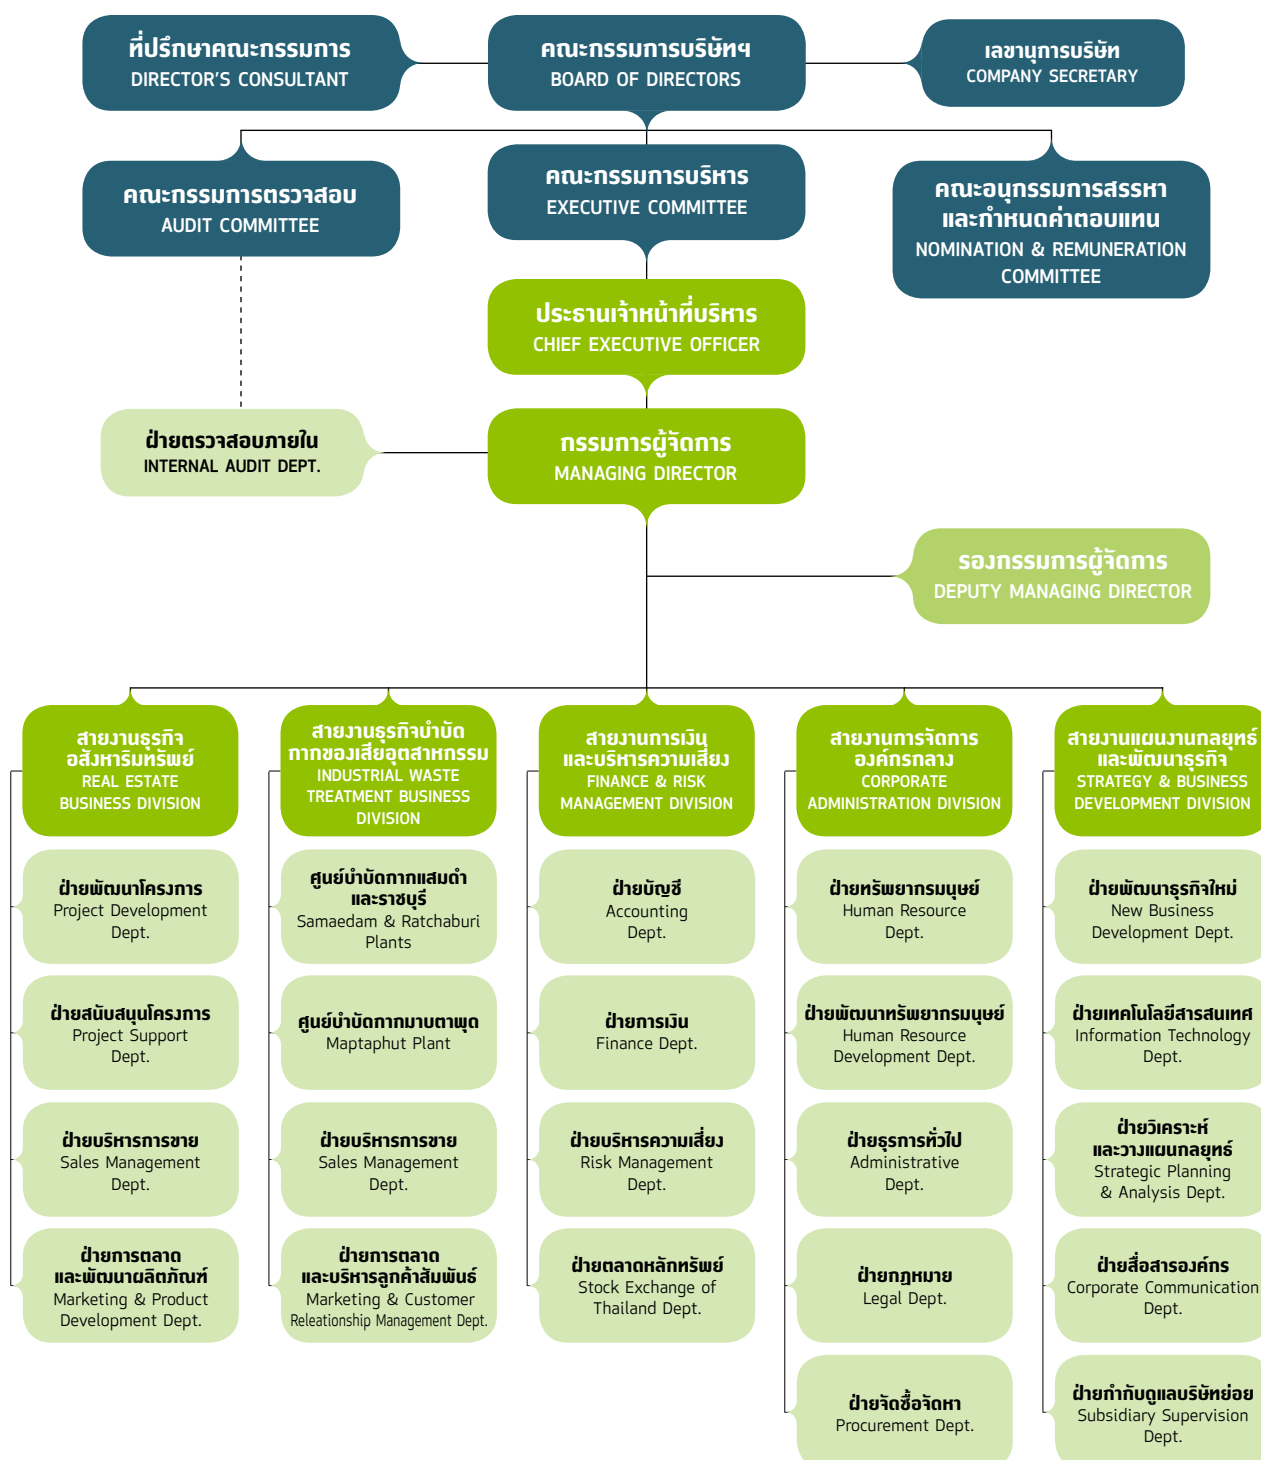 ที่ปรึกษาคณะกรรมการ
DIRECTOR'S CONSULTANT
คณะกรรมการบริษัทฯ
BOARD OF DIRECTORS
เลขานุการบริษัท
COMPANY SECRETARY
คณะกรรมการตรวจสอบ
AUDIT COMMITTEE
คณะกรรมการบริหาร
EXECUTIVE COMMITTEE
คณะอนุกรรมการสรรหา
และกำหนดค่าตอบแทน
NOMINATION & REMUNERATION
COMMITTEE
ประธานเจ้าหน้าที่บริหาร
CHIEF EXECUTIVE OFFICER
ฝ่ายตรวจสอบภายใน
INTERNAL AUDIT DEPT.
กรรมการผู้จัดการ
MANAGING DIRECTOR
รองกรรมการผู้จัดการ
DEPUTY MANAGING DIRECTOR
สายงานธุรกิจ
อสังหาริมทรัพย์
REAL ESTATE
BUSINESS DIVISION
สายงานธุรกิจบำบัด
กากของเสียอุตสาหกรรม
INDUSTRIAL WASTE
TREATMENT BUSINESS
DIVISION
สายงานการเงิน
และบริหารความเสี่ยง
FINANCE & RISK
MANAGEMENT DIVISION
สายงานการจัดการ
องค์กรกลาง
CORPORATE
ADMINISTRATION DIVISION
สายงานแผนงานกลยุทธ์
และพัฒนาธุรกิจ
STRATEGY & BUSINESS
DEVELOPMENT DIVISION
ฝ่ายพัฒนาโครงการ
Project Development
Dept.
ศูนย์บำบัดกากแสมดำ
และราชบุรี
Samaedam & Ratchaburi
Plants
ฝ่ายบัญชี
Accounting
Dept.
ฝ่ายทรัพยากรมนุษย์
Human Resource
Dept.
ฝ่ายพัฒนาธุรกิจใหม่
New Business
Development Dept.
ฝ่ายสนับสนุนโครงการ
Project Support
Dept.
ศูนย์บำบัดกากมาบตาพุด
Maptaphut Plant
ฝ่ายการเงิน
Finance Dept.
ฝ่ายพัฒนาทรัพยากรมนุษย์
Human Resource
Development Dept.
ฝ่ายเทคโนโลยีสารสนเทศ
Information Technology
Dept.
ฝ่ายบริหารการขาย
Sales Management
Dept.
ฝ่ายบริหารการขาย
Sales Management
Dept.
ฝ่ายบริหารความเสี่ยง
Risk Management
Dept.
ฝ่ายธุรการทั่วไป
Administrative
Dept.
ฝ่ายวิเคราะห์
และวางแผนกลยุทธ์
Strategic Planning
& Analysis Dept.
ฝ่ายการตลาด
และพัฒนาผลิตภัณฑ์
Marketing & Product
Development Dept.
ฝ่ายการตลาด
และบริหารลูกค้าสัมพันธ์
Marketing & Customer
Releationship Management Dept.
ฝ่ายตลาดหลักทรัพย์
Stock Exchange of
Thailand Dept.
ฝ่ายกฎหมาย
Legal Dept.
ฝ่ายสื่อสารองค์กร
Corporate Communication
Dept.
ฝ่ายจัดซื้อจัดหา
Procurement Dept.
ฝ่ายกำกับดูแลบริษัทย่อย
Subsidiary Supervision
Dept.